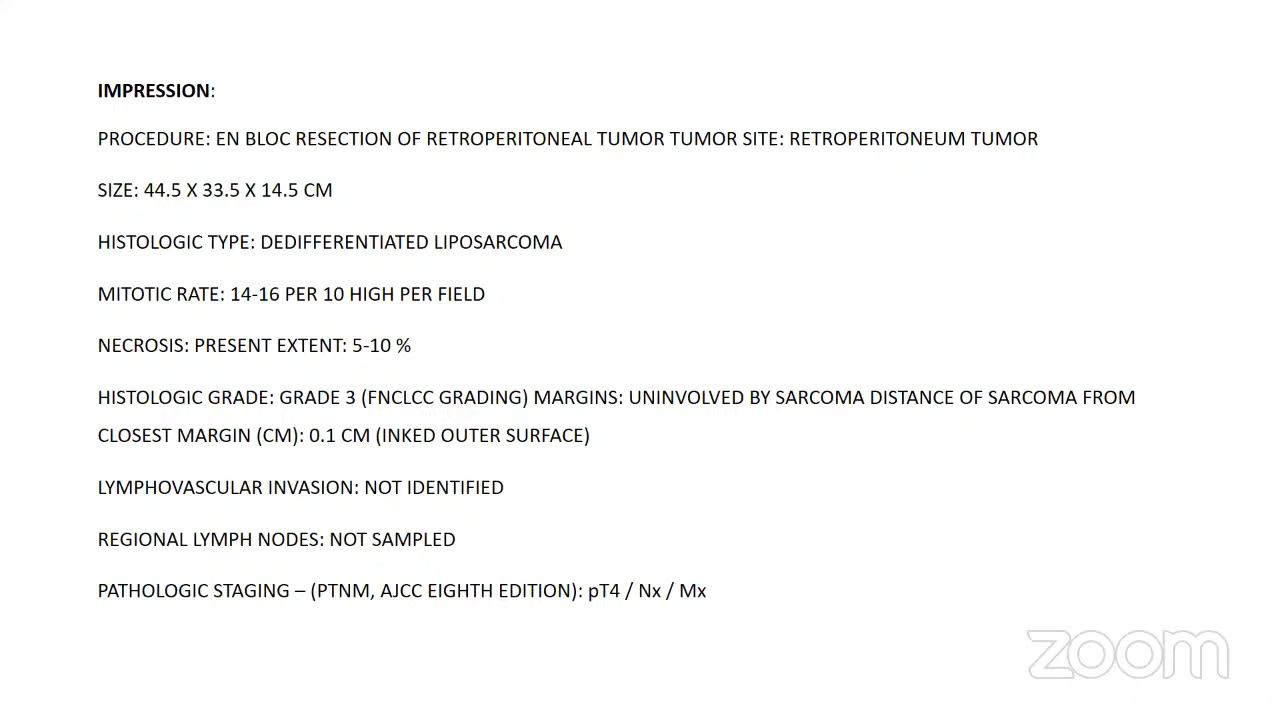 IMPRESSION:
PROCEDURE: EN BLOC RESECTION OF RETROPERITONEAL TUMOR TUMOR SITE: RETROPERITONEUM TUMOR
SIZE: 44.5 X 33.5 X 14.5 CM
HISTOLOGIC TYPE: DEDIFFERENTIATED LIPOSARCOMA
MITOTIC RATE: 14-16 PER 10 HIGH PER FIELD
NECROSIS: PRESENT EXTENT: 5-10 %
HISTOLOGIC GRADE: GRADE 3 (FNCLCC GRADING) MARGINS: UNINVOLVED BY SARCOMA DISTANCE OF SARCOMA FROM
CLOSEST MARGIN (CM): 0.1 CM (INKED OUTER SURFACE)
LYMPHOVASCULAR INVASION: NOT IDENTIFIED
REGIONAL LYMPH NODES: NOT SAMPLED
PATHOLOGIC STAGING – (PTNM, AJCC EIGHTH EDITION): pT4 / Nx / Mx
zoom